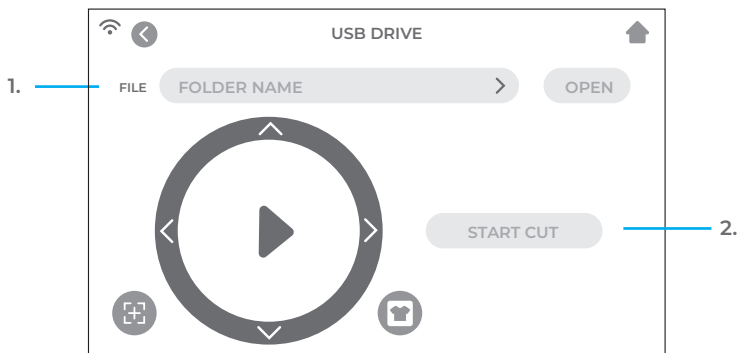 USB DRIVE
1. FILE FOLDER NAME OPEN
START CUT 2.